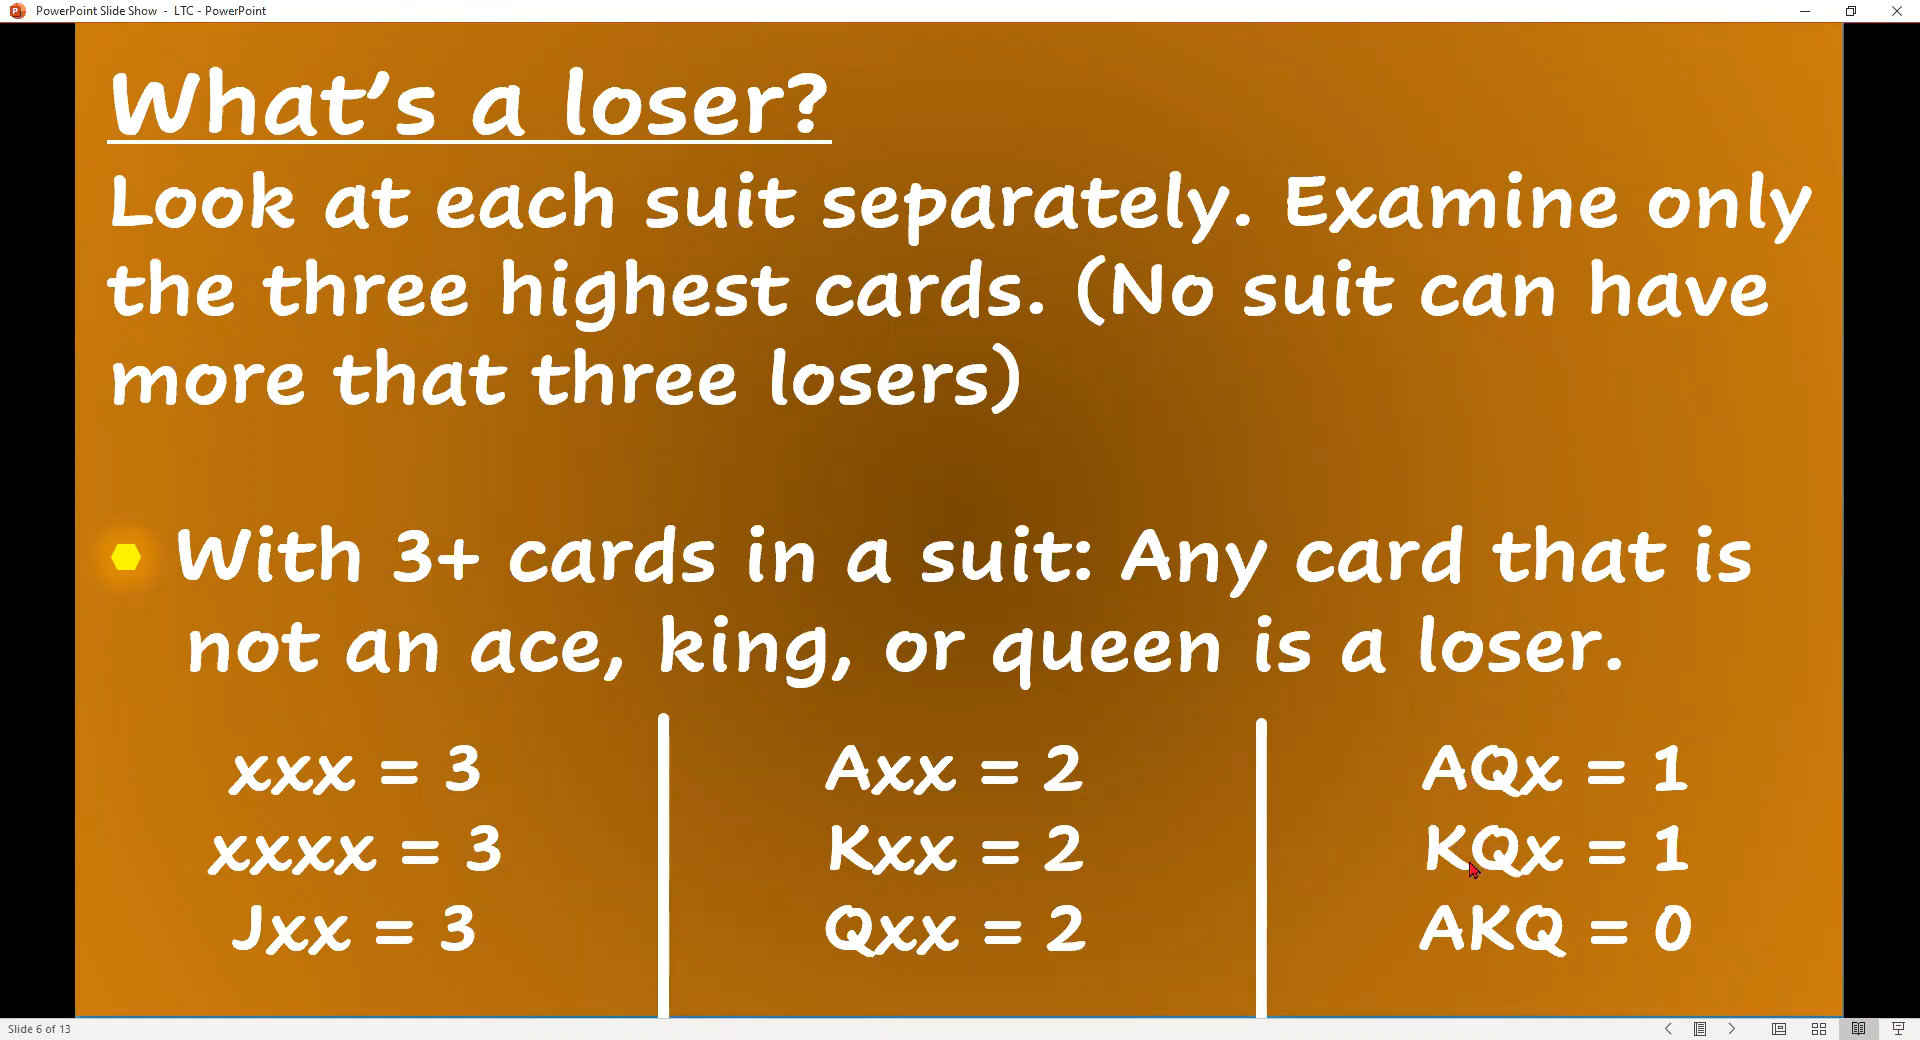 PowerPoint Slide Show - LTC - PowerPoint
What's a loser?
Look at each suit separately. Examine only
the three highest cards. (No suit can have
more that three losers)
With 3+ cards in a suit: Any card that is
not an ace, king, or queen is a loser.
xxx = 3
xxxx = 3
Jxx = 3
Axx = 2
Kxx = 2
Qxx = 2
AQx = 1
KQx = 1
AKQ = 0
Slide 6 of 13